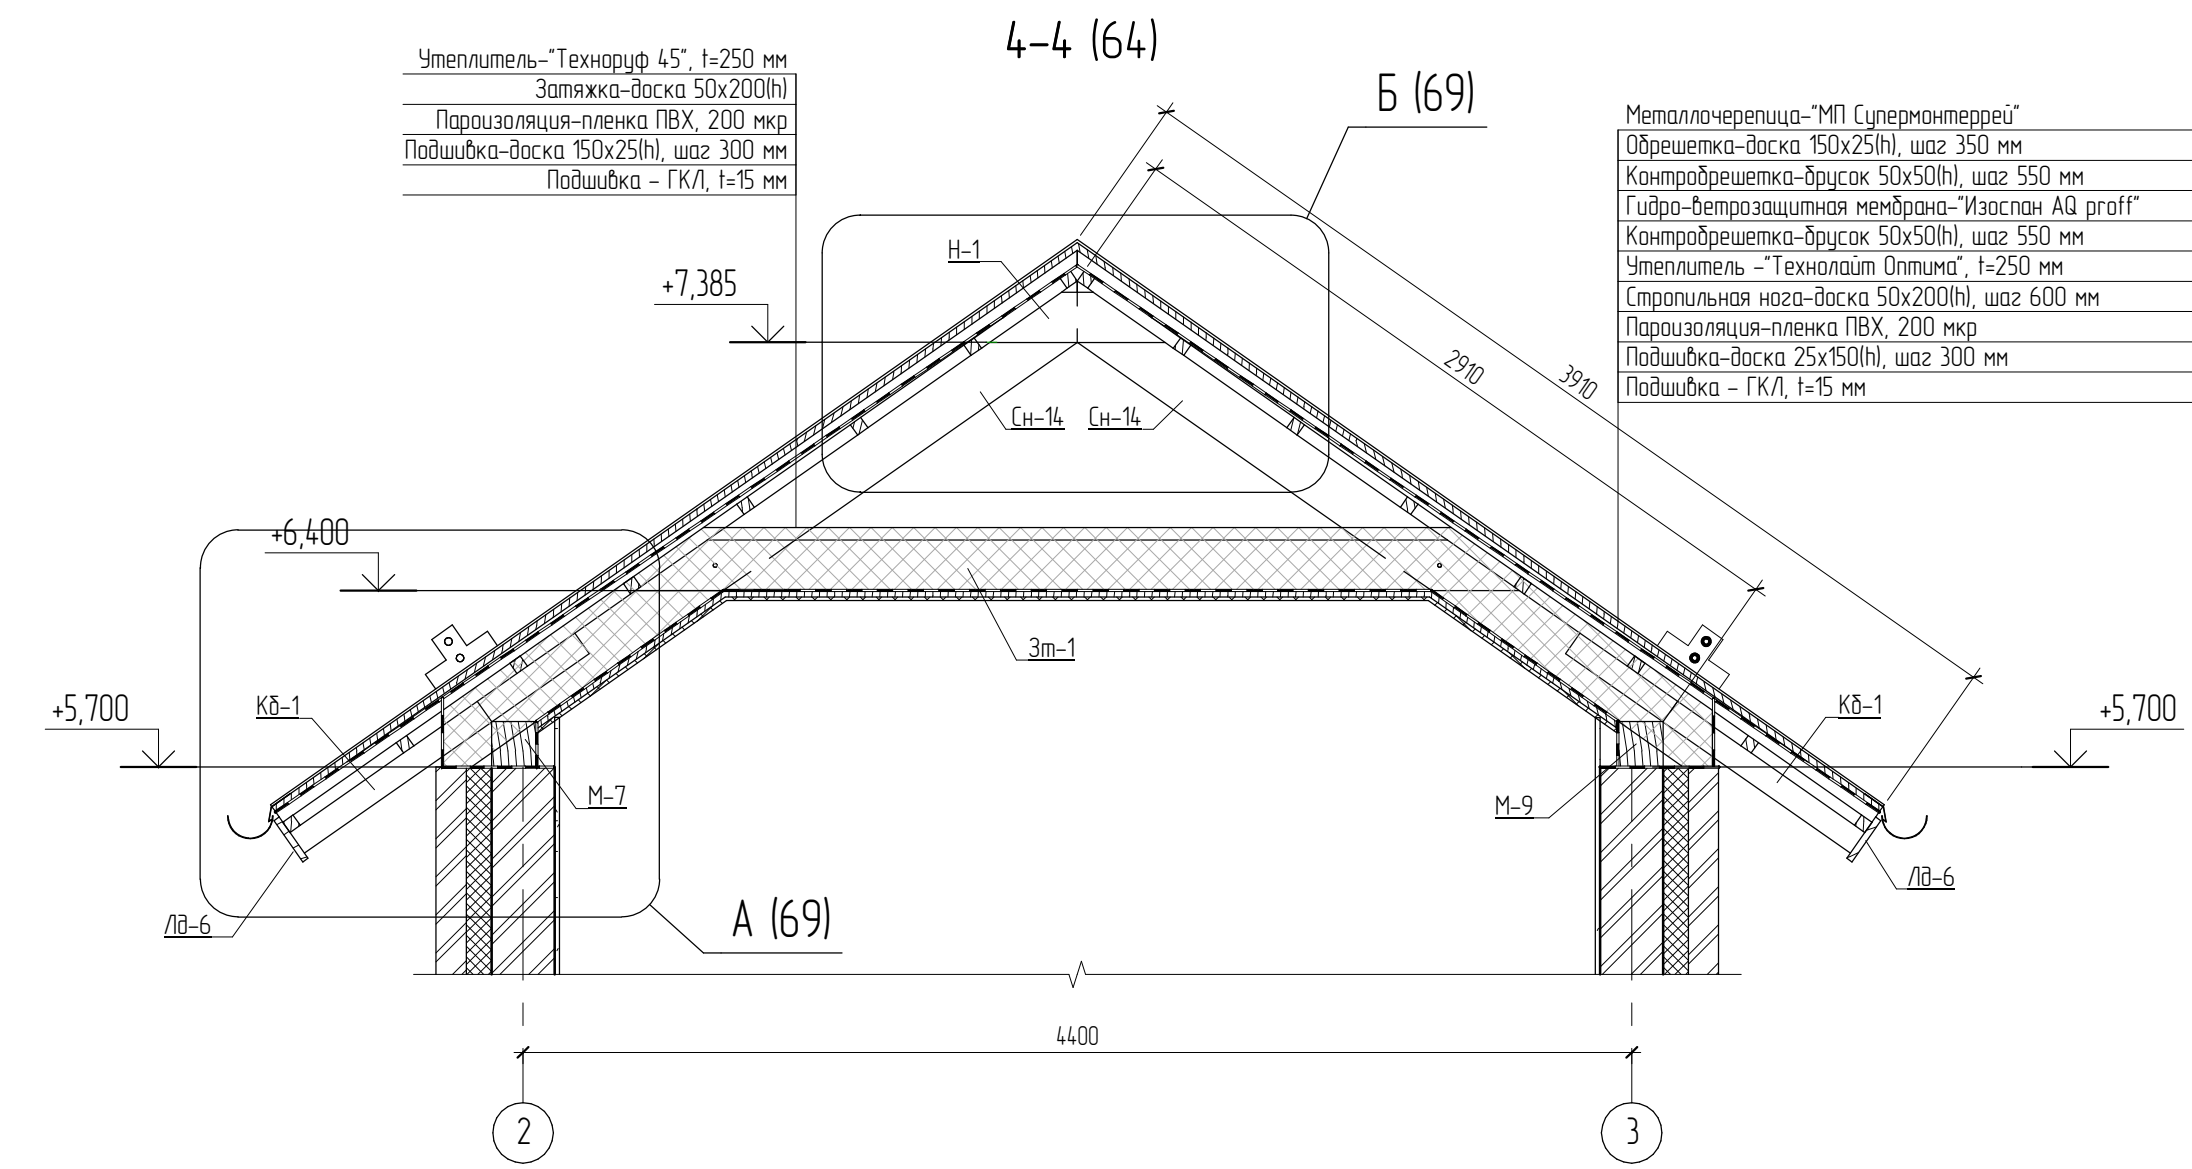 4-4 (64)
Утеплитель-"Техноруф 45", t=250 мм
Затяжка-доска 50х200(h)
Пароизоляция-пленка ПВХ, 200 мкр
Подшивка-доска 150х25(h), шаг 300 мм
Подшивка - ГКЛ, t=15 мм
Б (69)
Металлочерепица-"МП Супермонтеррей"
Обрешетка-доска 150х25(h), шаг 350 мм
Контробрешетка-брусок 50х50(h), шаг 550 мм
Гидро-ветрозащитная мембрана-"Изоспан AQ proff"
Контробрешетка-брусок 50х50(h), шаг 550 мм
Утеплитель -"Технолайт Оптима", t=250 мм
Стропильная нога-доска 50х200(h), шаг 600 мм
Пароизоляция-пленка ПВХ, 200 мкр
Подшивка-доска 25х150(h), шаг 300 мм
Подшивка - ГКЛ, t=15 мм
Н-1
+7,385
2910
3910
Сн-14
Сн-14
+6,400
Зт-1
+5,700
Кб-1
Кб-1
+5,700
М-7
М-9
Лд-6
Лд-6
А (69)
4400
2
3